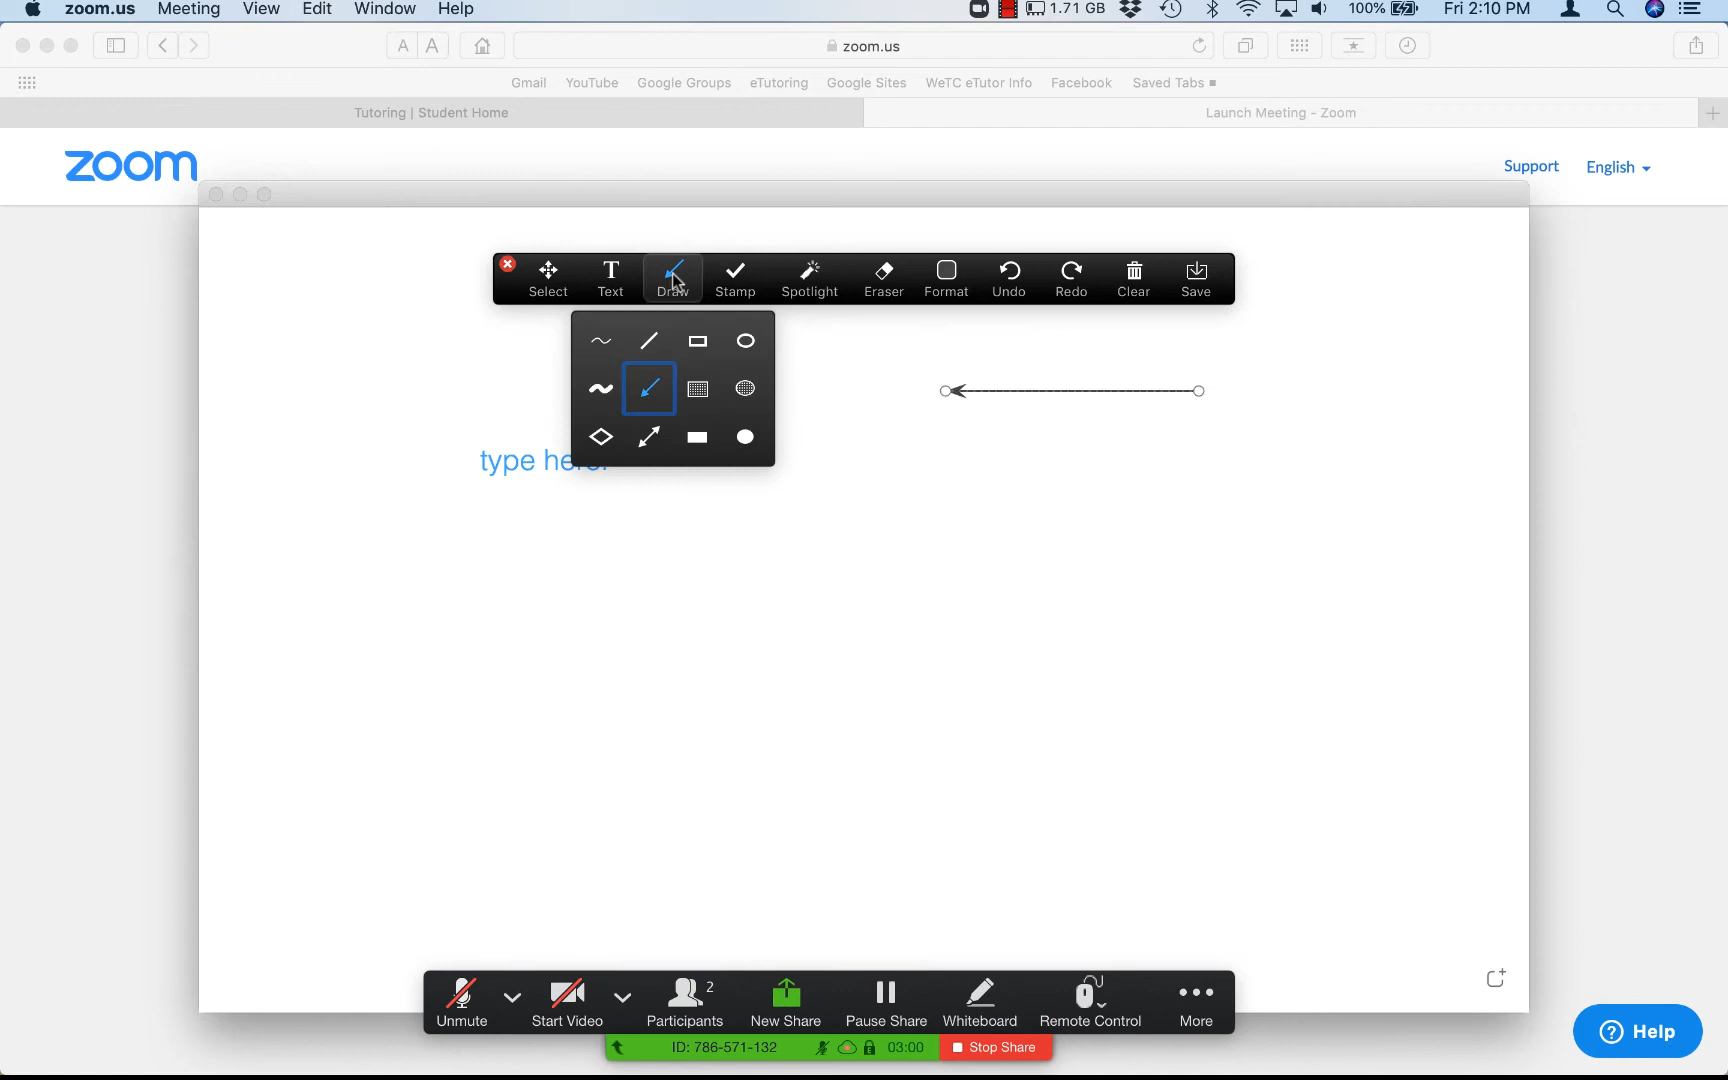 zoom.us Meeting View Edit Window Help 1.71 GB 100% Fri 2:10 PM
A A zoom.us
Gmail YouTube Google Groups eTutoring Google Sites WeTC eTutor Info Facebook Saved Tabs
Tutoring | Student Home Launch Meeting - Zoom
zoom Support English
Select Text Draw Stamp Spotlight Eraser Format Undo Redo Clear Save
type here.
Unmute Start Video Participants 2 New Share Pause Share Whiteboard Remote Control More
ID: 786-571-132 03:00 Stop Share
Help